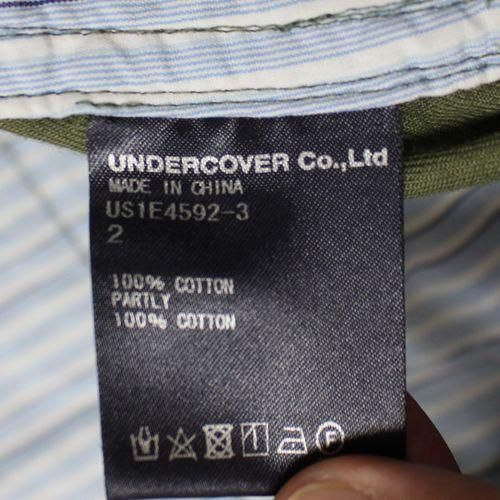 UNDERCOVER Co.,Ltd
MADE IN CHINA
US1E4592-3
2
100% COTTON
PARTLY
100% COTTON